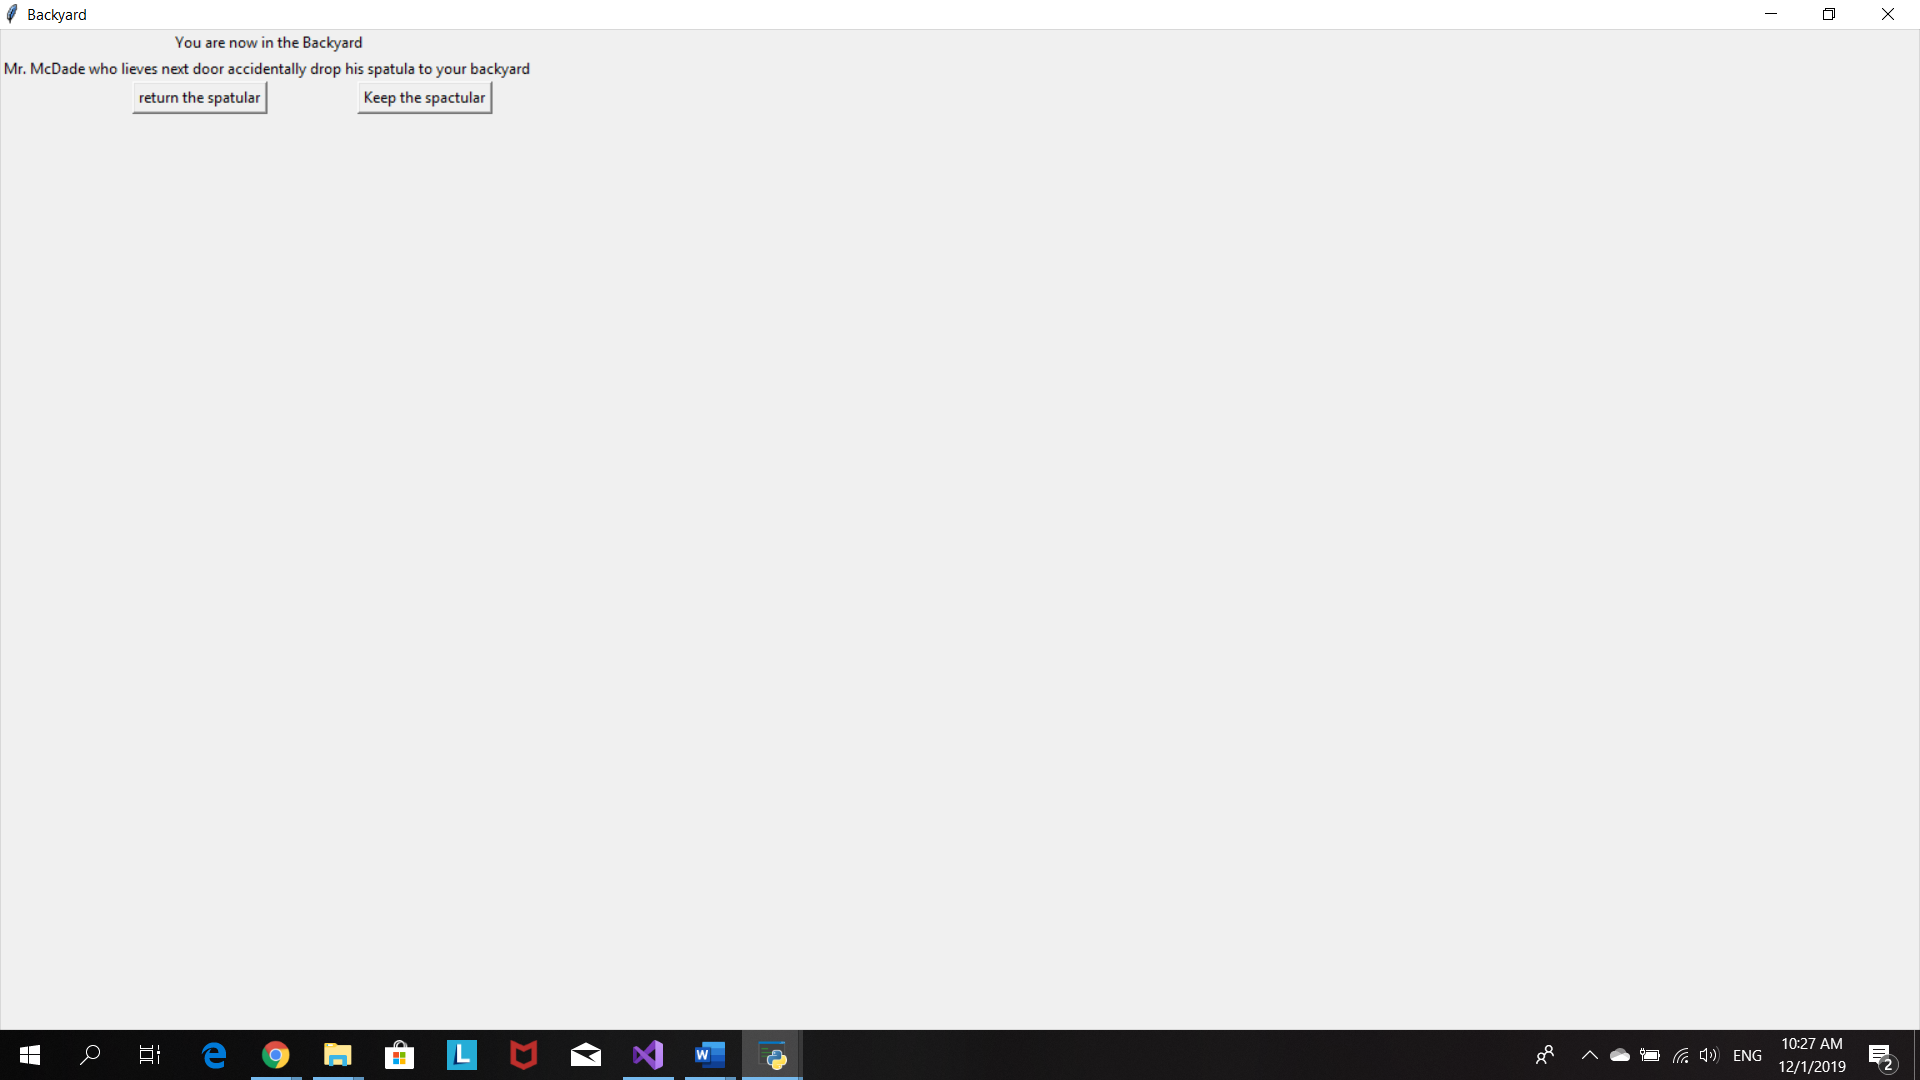 Backyard
You are now in the Backyard
Mr. McDade who lieves next door accidentally drop his spatula to your backyard
return the spatular Keep the spactular
L W ENG 10:27 AM
12/1/2019 2